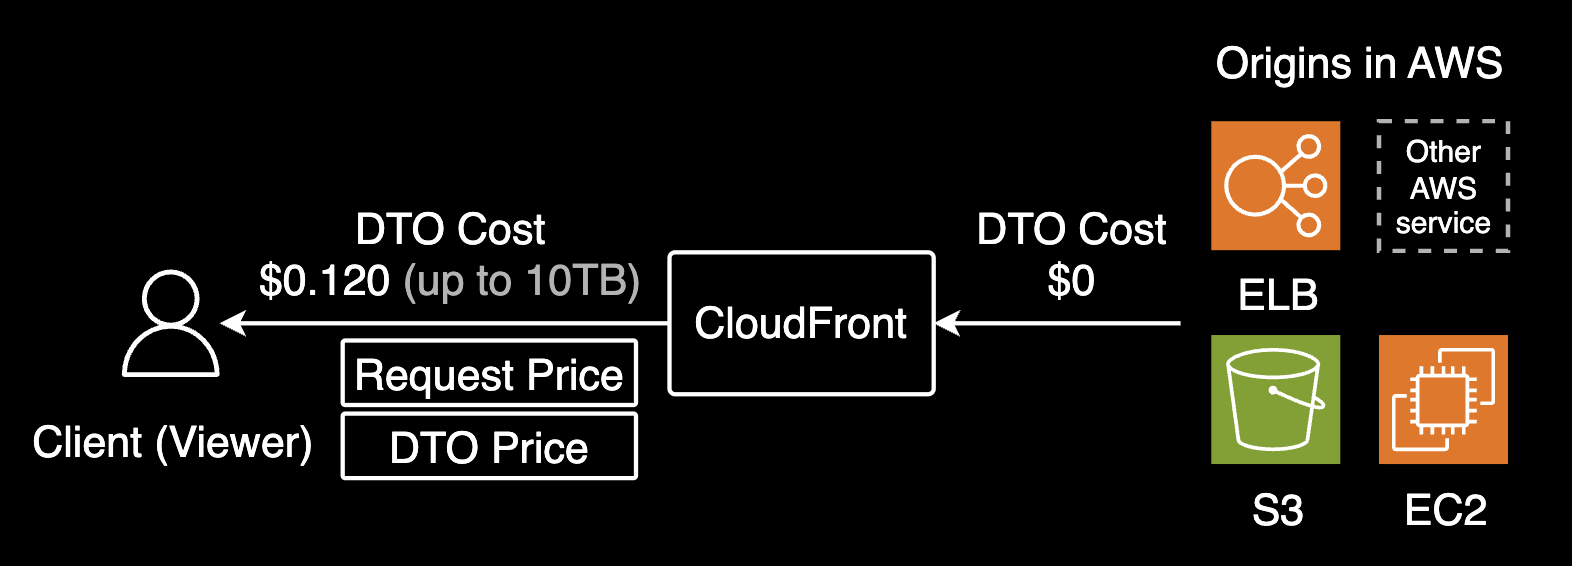 Origins in AWS
Other
AWS
service
ELB
S3
EC2
DTO Cost
$0
CloudFront
DTO Cost
$0.120 (up to 10TB)
Request Price
DTO Price
Client (Viewer)